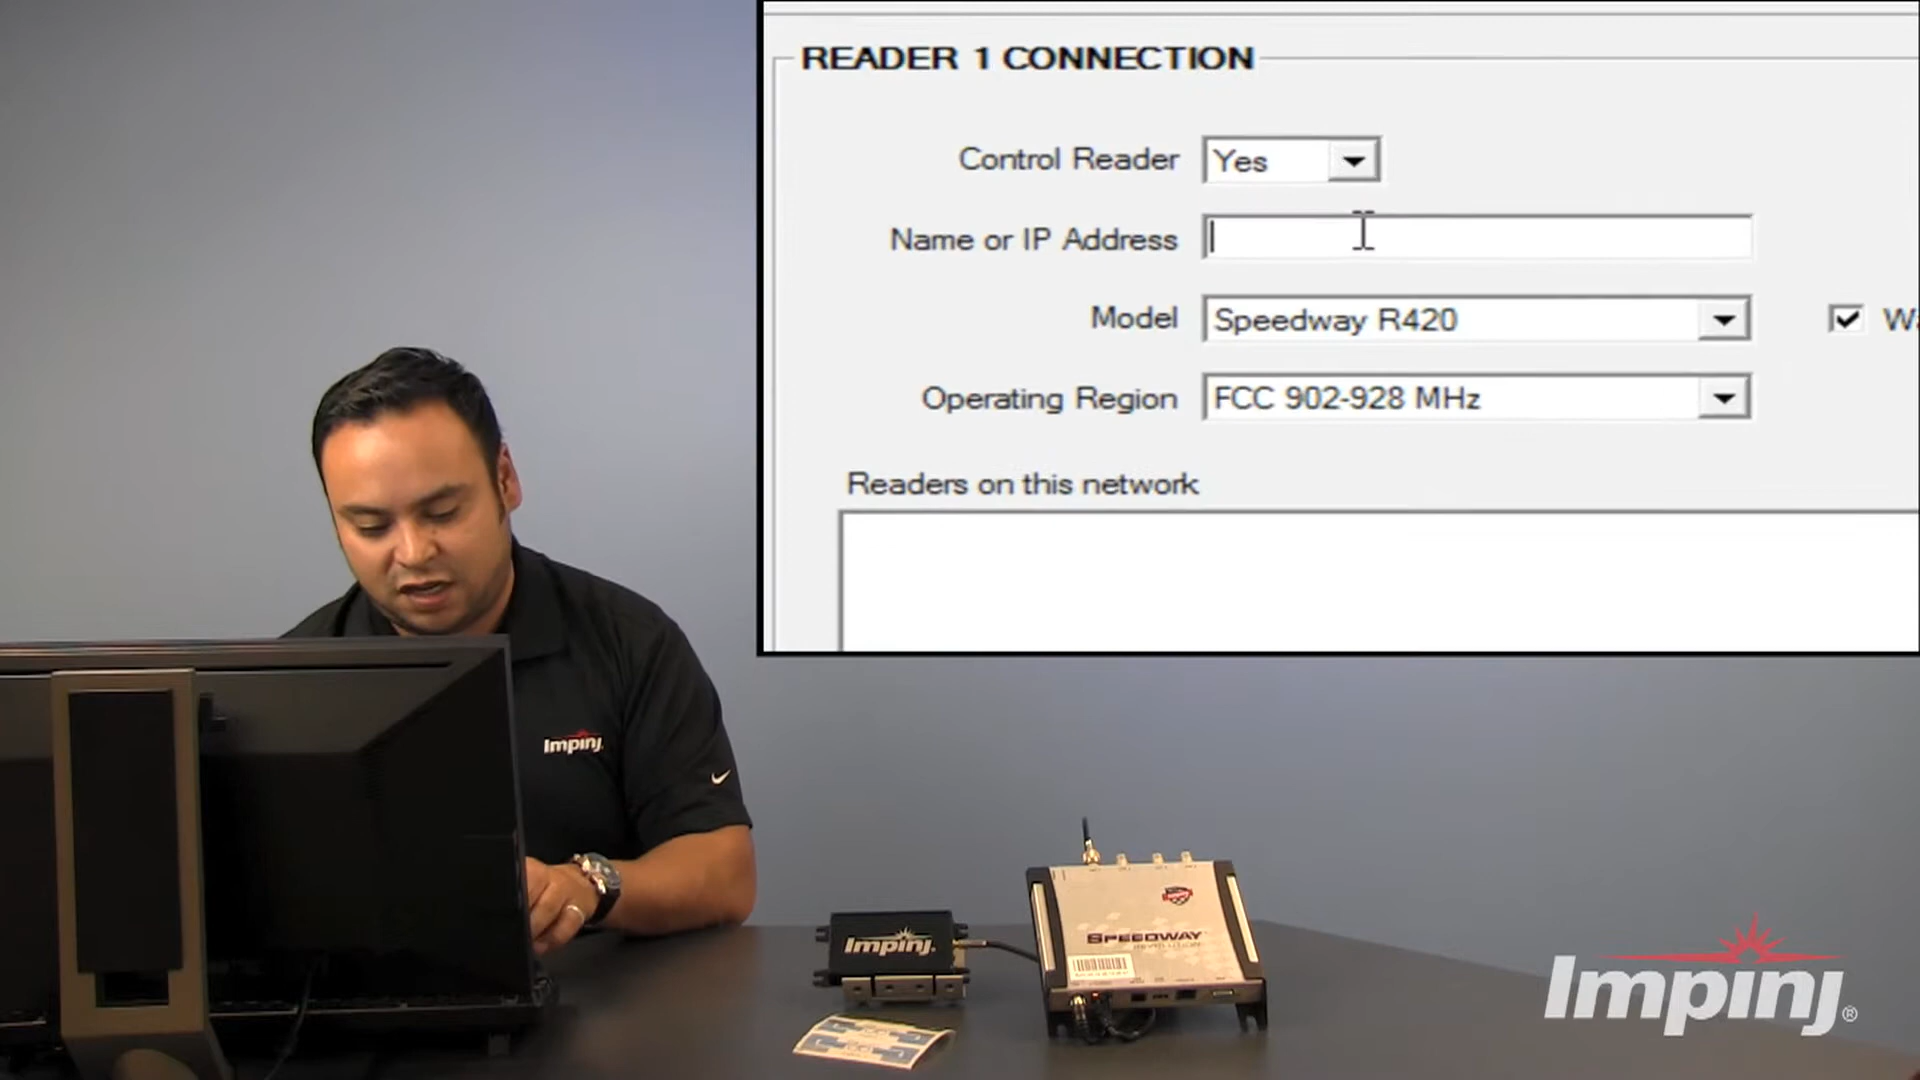 READER 1 CONNECTION
Control Reader Yes
Name or IP Address
Model Speedway R420
Operating Region FCC 902-928 MHz
Readers on this network
Impinj
Impinj
SPEEDWAY
REVOLUTION
Impinj®